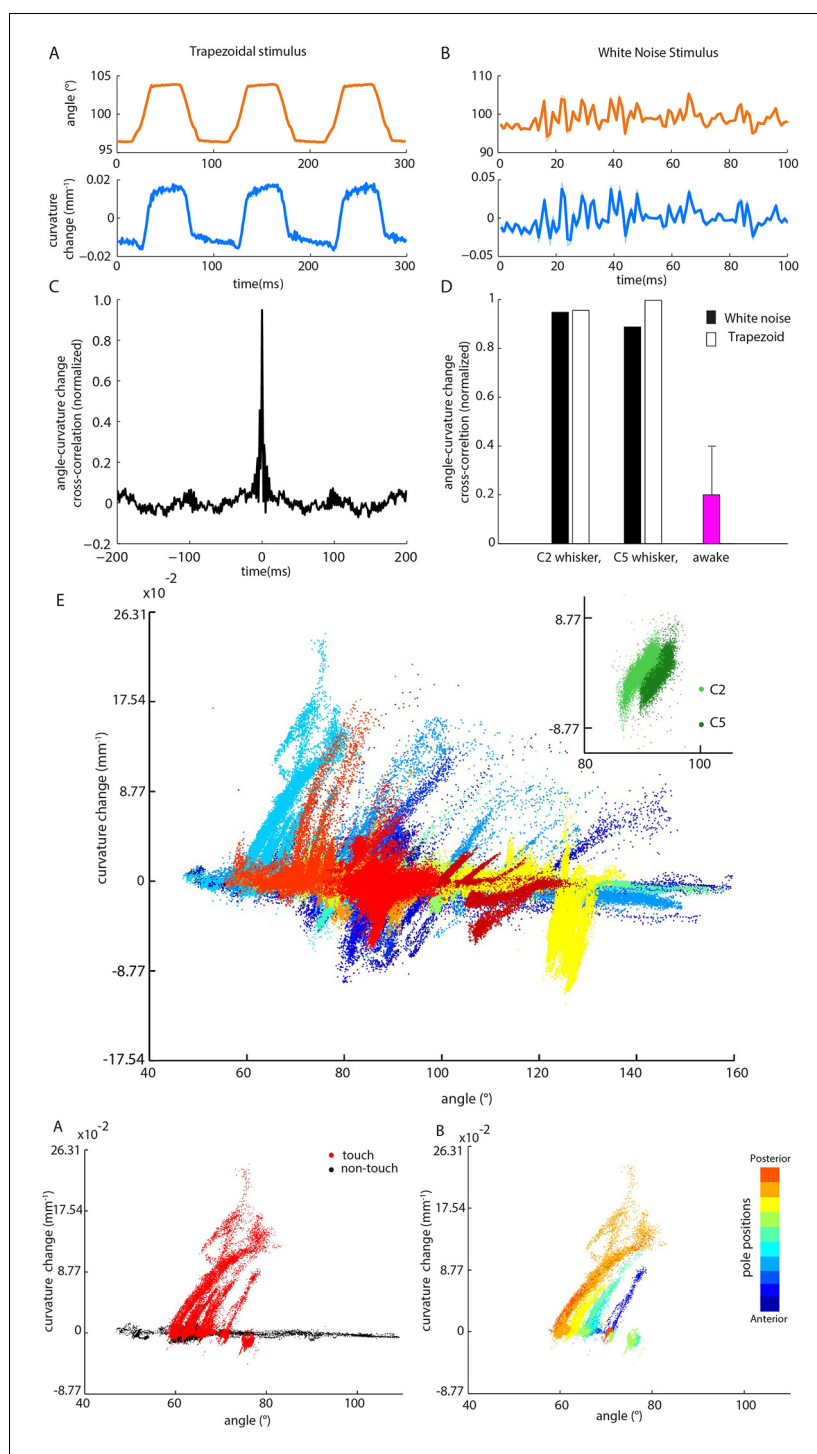 A
Trapezoidal stimulus
B
White Noise Stimulus
105
100
95
angle (°)
0
100
200
300
110
100
90
0
20
40
60
80
100
0.02
0
−0.02
curvature
change (mm⁻¹)
0
100
200
300
time(ms)
0.05
0
−0.05
0
20
40
60
80
100
time(ms)
C
1.0
0.8
0.6
0.4
0.2
0
−0.2
angle-curvature change
cross-correlation (normalized)
−200
−100
0
100
200
time(ms)
D
1
0.8
0.6
0.4
0.2
0
angle-curvature change
cross-correltion (normalized)
White noise
Trapezoid
C2 whisker,
C5 whisker,
awake
E
x10
-2
26.31
17.54
8.77
0
-8.77
-17.54
curvature change (mm⁻¹)
40
60
80
100
120
140
160
angle (°)
8.77
-8.77
80
100
C2
C5
A
x10⁻²
26.31
17.54
8.77
0
-8.77
curvature change (mm⁻¹)
touch
non-touch
40
60
80
100
angle (°)
B
x10⁻²
26.31
17.54
8.77
0
-8.77
curvature change (mm⁻¹)
Posterior
pole positions
Anterior
40
60
80
100
angle (°)